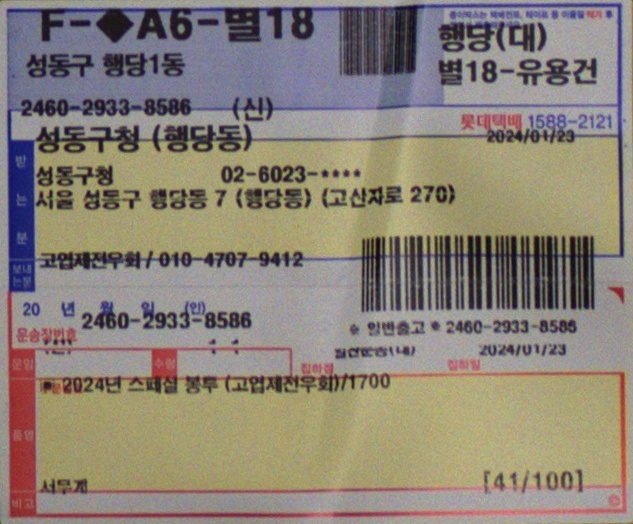 F-◆A6-별18
종이박스는 택배전표, 테이프 등 이물질 제거 후
성동구 행당1동
행당(대)
별18-유용건
2460-2933-8586 (신)
롯데택배 1588-2121
성동구청 (행당동)
2024/01/23
받는분
성동구청 02-6023-****
서울 성동구 행당동 7 (행당동) (고산자로 270)
보내는분
고엽제전우회/010-4707-9412
20 년 월 일 (인)
운송장번호 2460-2933-8586
※ 일반출고 * 2460-2933-8586
운임 수량 집하점 집하일 2024/01/23
■ 2024년 스페셜 봉투 (고엽제전우회)/1700
품명
서무계 [41/100]
비고